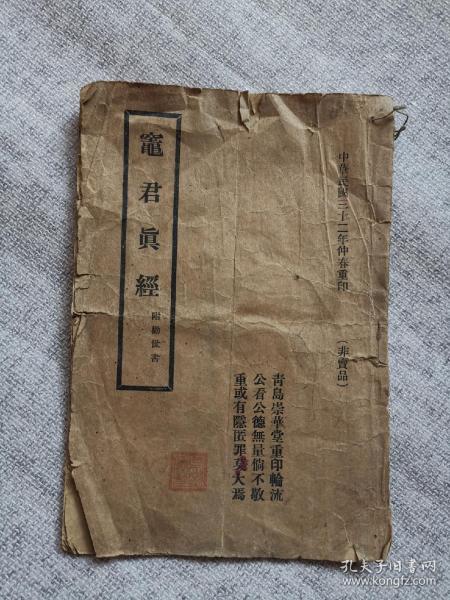 中華民國三十二年仲春重印
(非賣品)
青島崇華堂重印輪流
公看公德無量倘不敬
重或有隱匿罪莫大焉
竈君眞經
附勸世書
孔夫子旧书网
www.kongfz.com